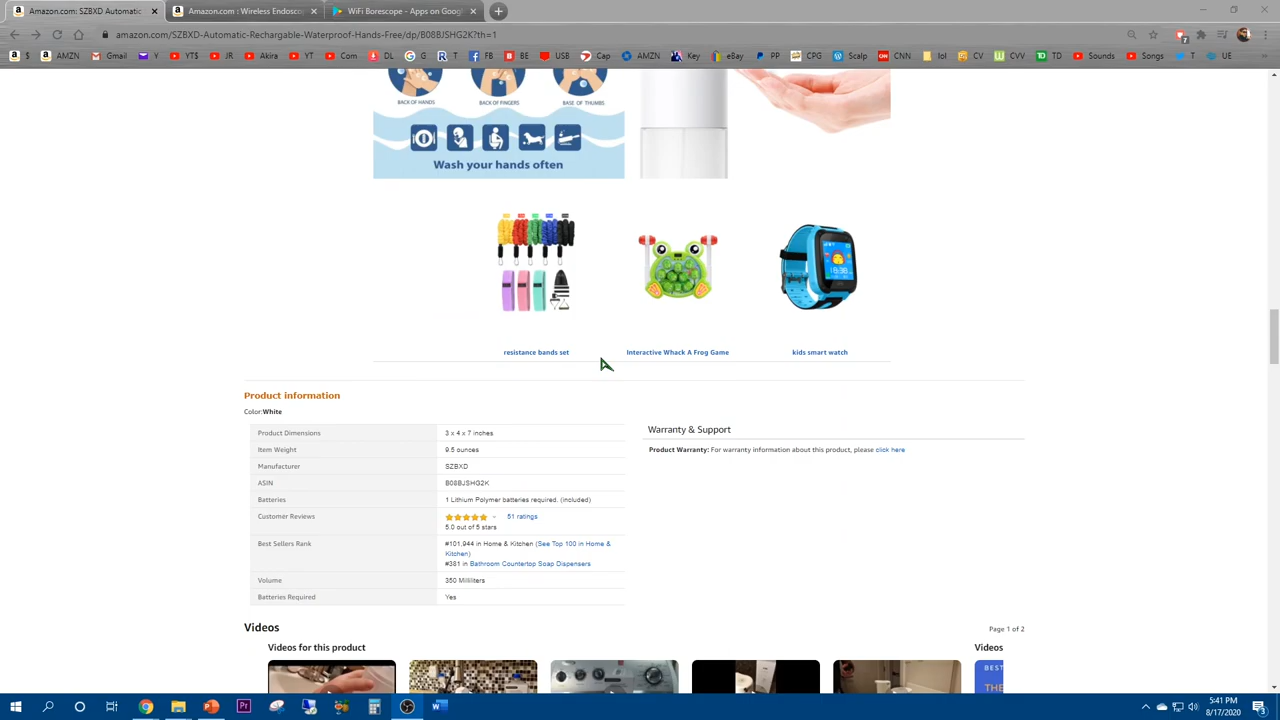 Amazon.com: SZBXD Automatic
Amazon.com: Wireless Endoscop
WiFi Borescope - Apps on Goog
amazon.com/SZBXD-Automatic-Rechargable-Waterproof-Hands-Free/dp/B08BJSHG2K?th=1
AMZN Gmail Y YTS JR Akira YT Com DL G R FB BE USB Cap AMZN Key eBay PP CPG Scalp CNN lol CV CVV TD Sounds Songs T UE
BACK OF HANDS BACK OF FINGERS BASE OF THUMBS
Wash your hands often
18:38
resistance bands set Interactive Whack A Frog Game kids smart watch
Product information
Color:White
Product Dimensions 3 x 4 x 7 inches
Item Weight 9.5 ounces
Manufacturer SZBXD
ASIN B08BJSHG2K
Batteries 1 Lithium Polymer batteries required. (included)
Customer Reviews 51 ratings
5.0 out of 5 stars
Best Sellers Rank #101,944 in Home & Kitchen (See Top 100 in Home &
Kitchen)
#381 in Bathroom Countertop Soap Dispensers
Volume 350 Milliliters
Batteries Required Yes
Warranty & Support
Product Warranty: For warranty information about this product, please click here
Videos Page 1 of 2
Videos for this product Videos
BEST
THE
5:41 PM
8/17/2020